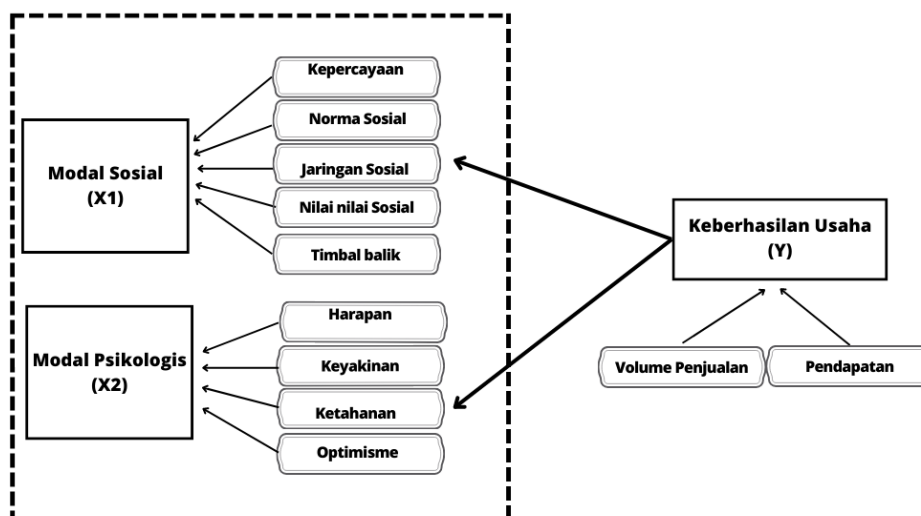 Kepercayaan
Norma Sosial
Jaringan Sosial
Nilai nilai Sosial
Timbal balik
Modal Sosial
(X1)
Harapan
Keyakinan
Ketahanan
Optimisme
Modal Psikologis
(X2)
Keberhasilan Usaha
(Y)
Volume Penjualan
Pendapatan